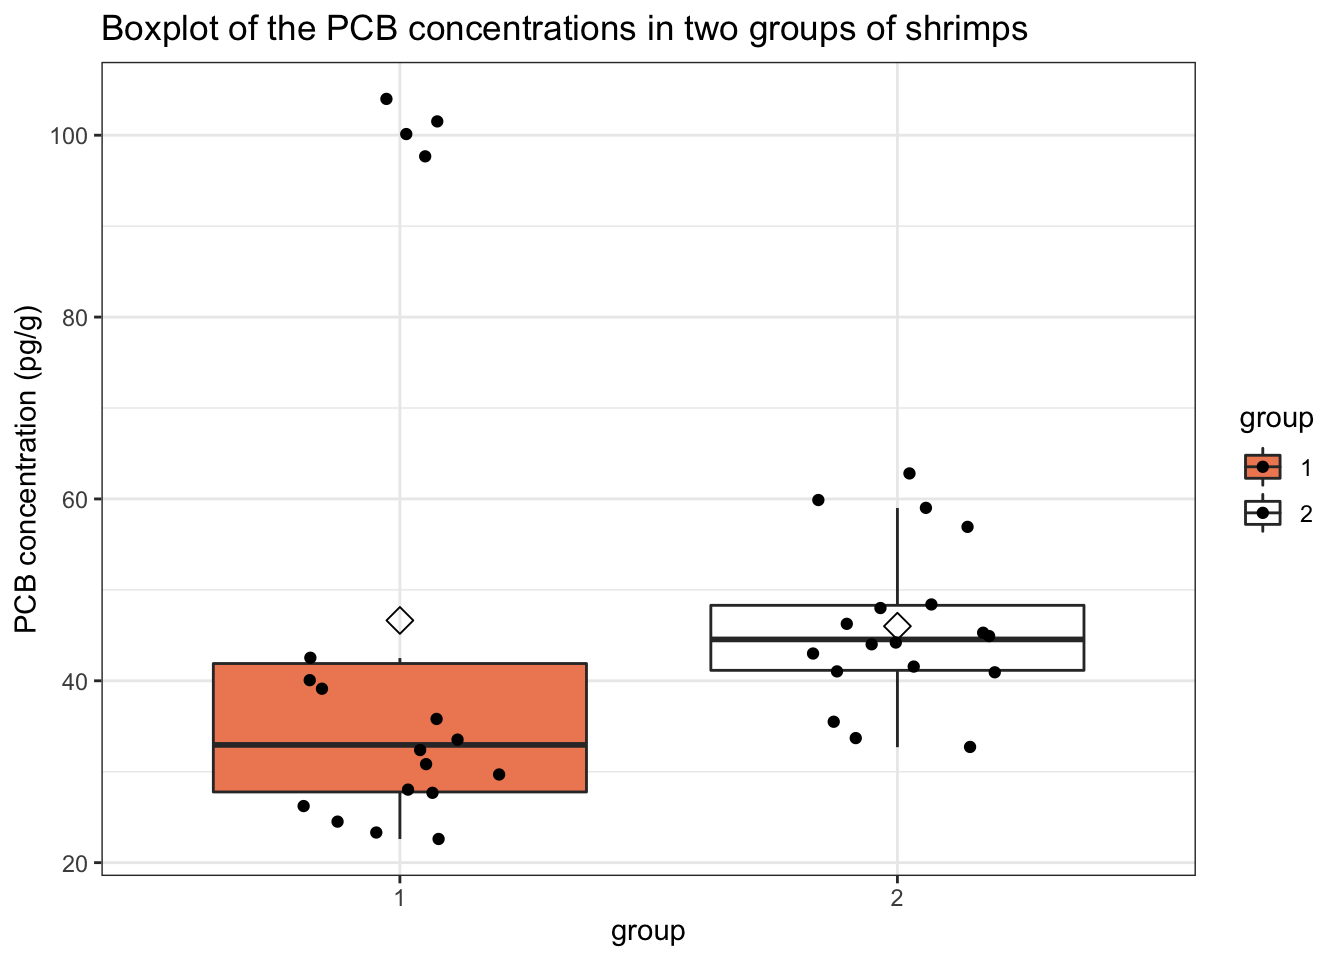 Boxplot of the PCB concentrations in two groups of shrimps
PCB concentration (pg/g)
100
80
60
40
20
1
2
group
group
1
2